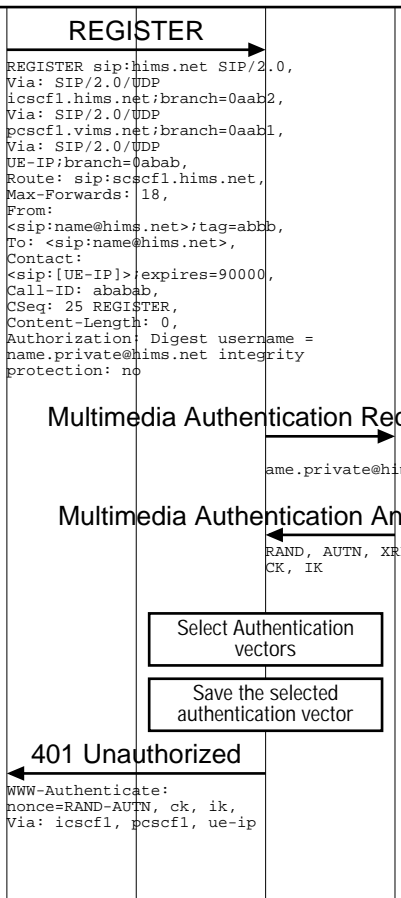 REGISTER
REGISTER sip:hims.net SIP/2.0,
Via: SIP/2.0/UDP
icscf1.hims.net;branch=0aab2,
Via: SIP/2.0/UDP
pcscf1.vims.net;branch=0aab1,
Via: SIP/2.0/UDP
UE-IP;branch=0abab,
Route: sip:scscf1.hims.net,
Max-Forwards: 18,
From:
<sip:name@hims.net>;tag=abbb,
To: <sip:name@hims.net>,
Contact:
<sip:[UE-IP]>;expires=90000,
Call-ID: ababab,
CSeq: 25 REGISTER,
Content-Length: 0,
Authorization: Digest username =
name.private@hims.net integrity
protection: no
Multimedia Authentication Req
ame.private@hi
Multimedia Authentication An
RAND, AUTN, XR
CK, IK
Select Authentication
vectors
Save the selected
authentication vector
401 Unauthorized
WWW-Authenticate:
nonce=RAND-AUTN, ck, ik,
Via: icscf1, pcscf1, ue-ip